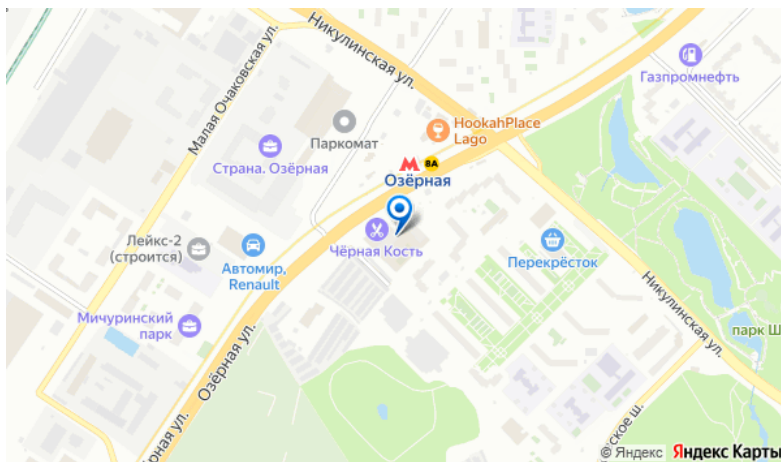 Никулинская ул.
Малая Очаковская ул.
Газпромнефть
HookahPlace
Lago
Паркомат
Страна. Озёрная
8А
Озёрная
Чёрная Кость
Перекрёсток
Лейкс-2
(строится)
Автомир,
Renault
Мичуринский
парк
Озёрная ул.
Никулинская ул.
парк Ш
© Яндекс Яндекс Карты